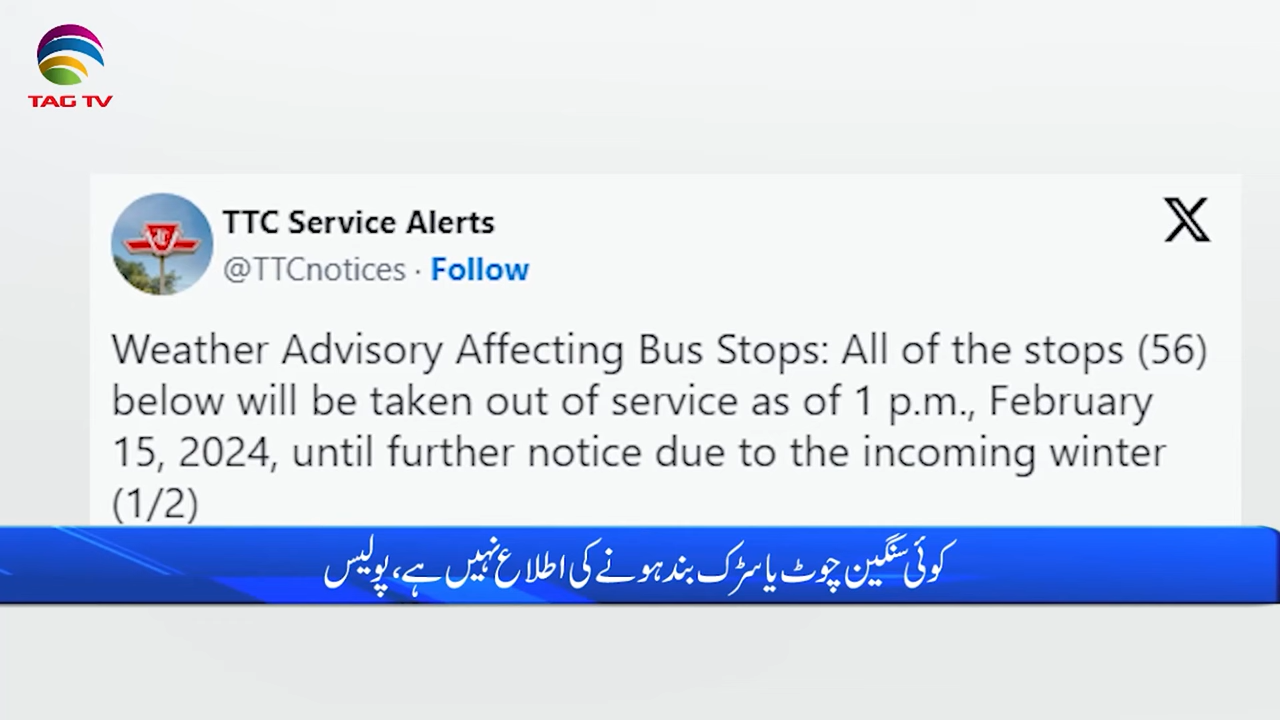 TAG TV
TTC Service Alerts
@TTCnotices · Follow
Weather Advisory Affecting Bus Stops: All of the stops (56)
below will be taken out of service as of 1 p.m., February
15, 2024, until further notice due to the incoming winter
(1/2)
کوئی سنگین چوٹ یا سڑک بند ہونے کی اطلاع نہیں ہے، پولیس